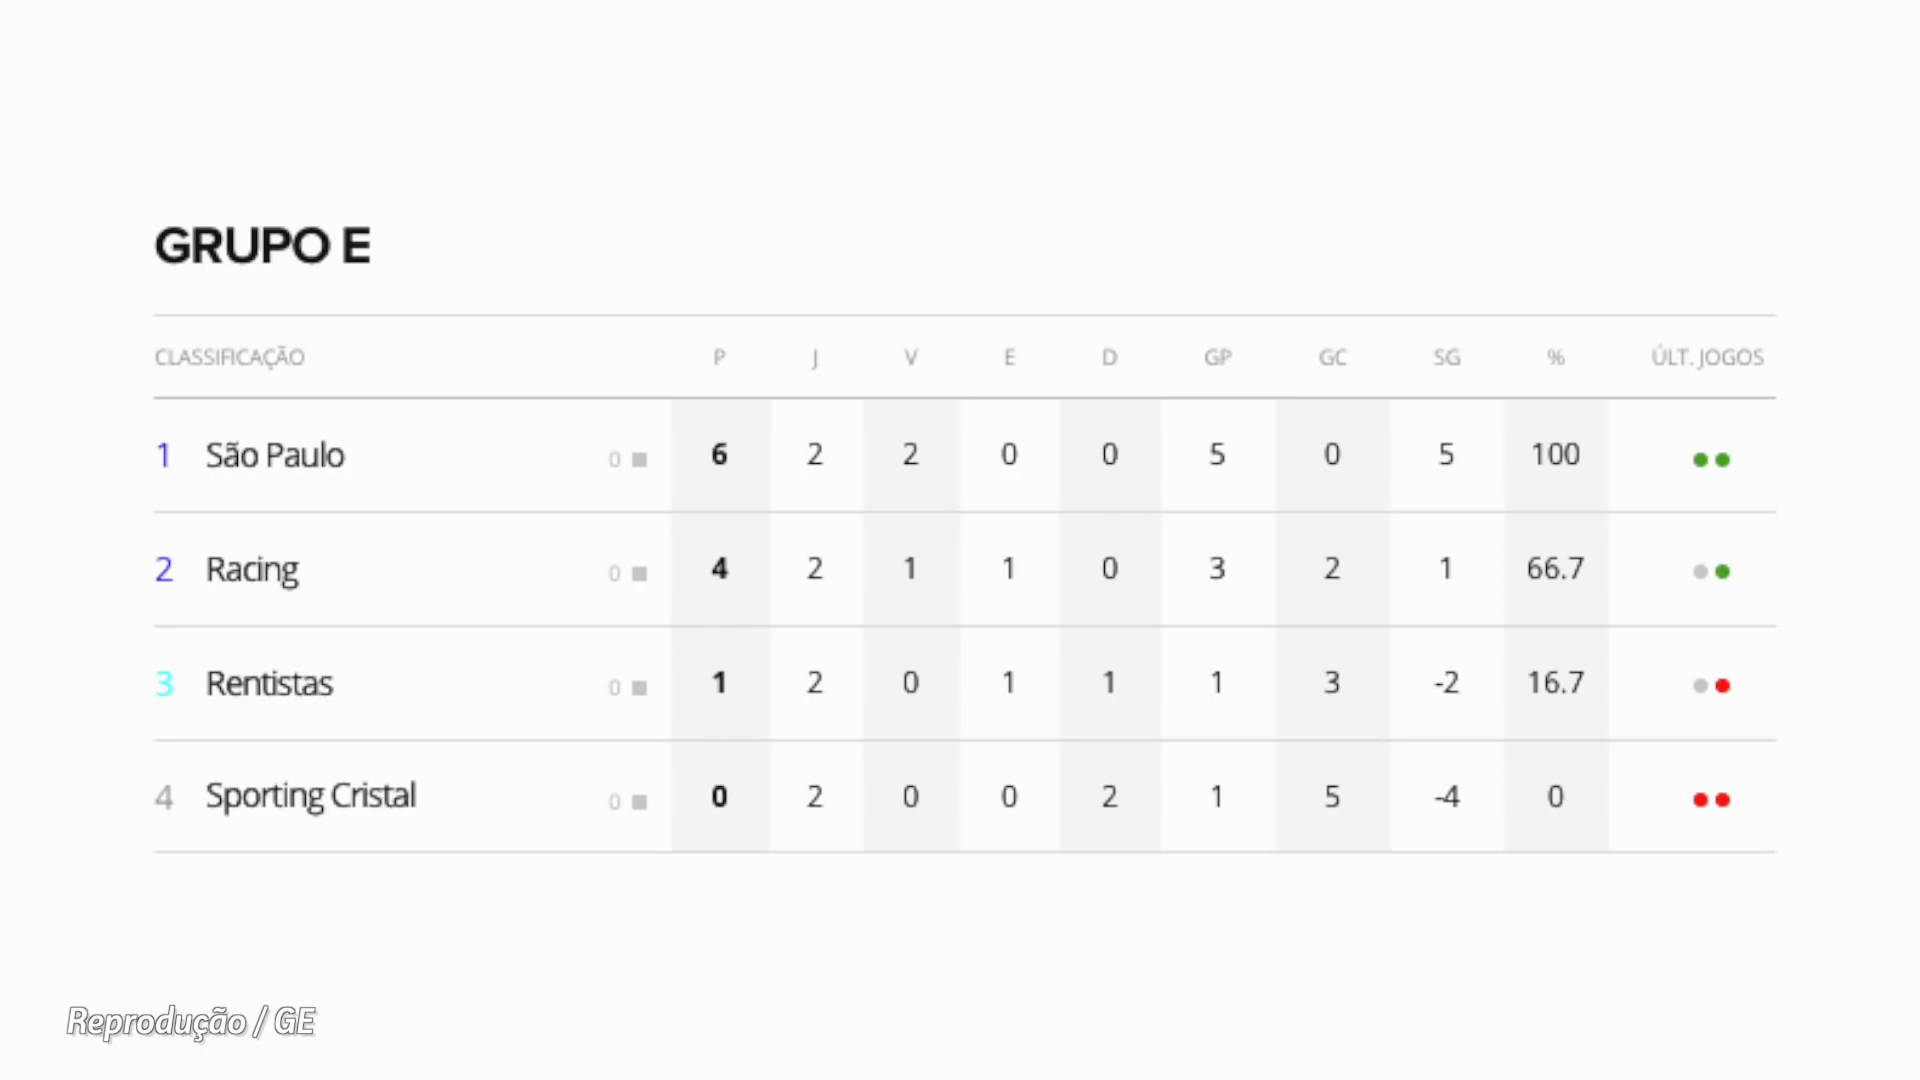 GRUPO E
CLASSIFICAÇÃO P J V E D GP GC SG % ÚLT. JOGOS
1 São Paulo 0 6 2 2 0 0 5 0 5 100
2 Racing 0 4 2 1 1 0 3 2 1 66.7
3 Rentistas 0 1 2 0 1 1 1 3 -2 16.7
4 Sporting Cristal 0 0 2 0 0 2 1 5 -4 0
Reprodução / GE